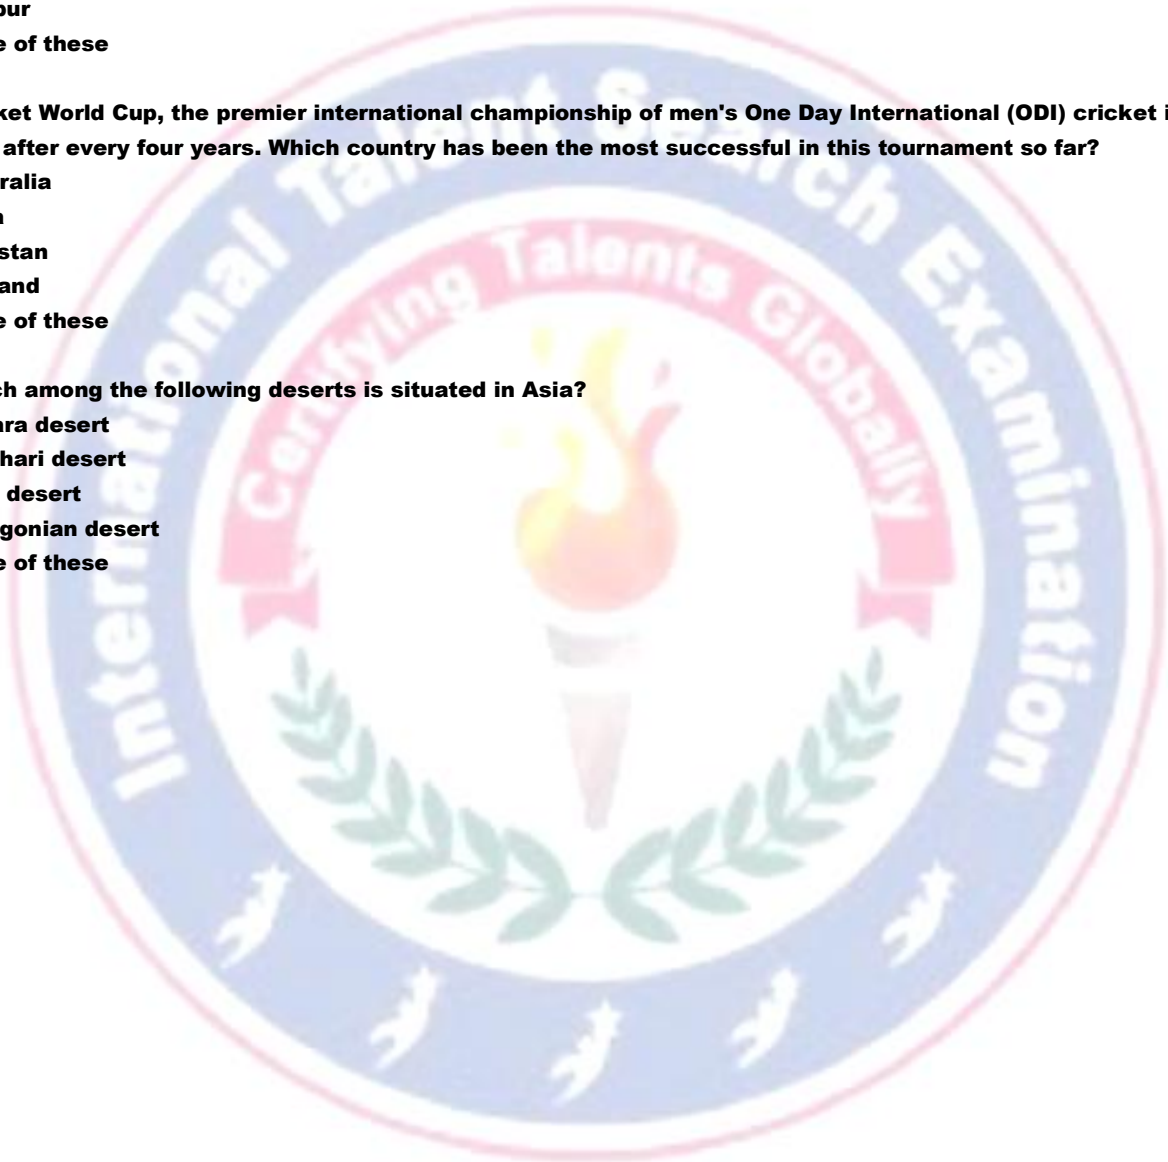 pur
e of these
ket World Cup, the premier international championship of men's One Day International (ODI) cricket i
after every four years. Which country has been the most successful in this tournament so far?
ralia
a
stan
and
e of these
ch among the following deserts is situated in Asia?
ara desert
hari desert
desert
gonian desert
e of these
International Talent Search Examination
Certifying Talents Globally